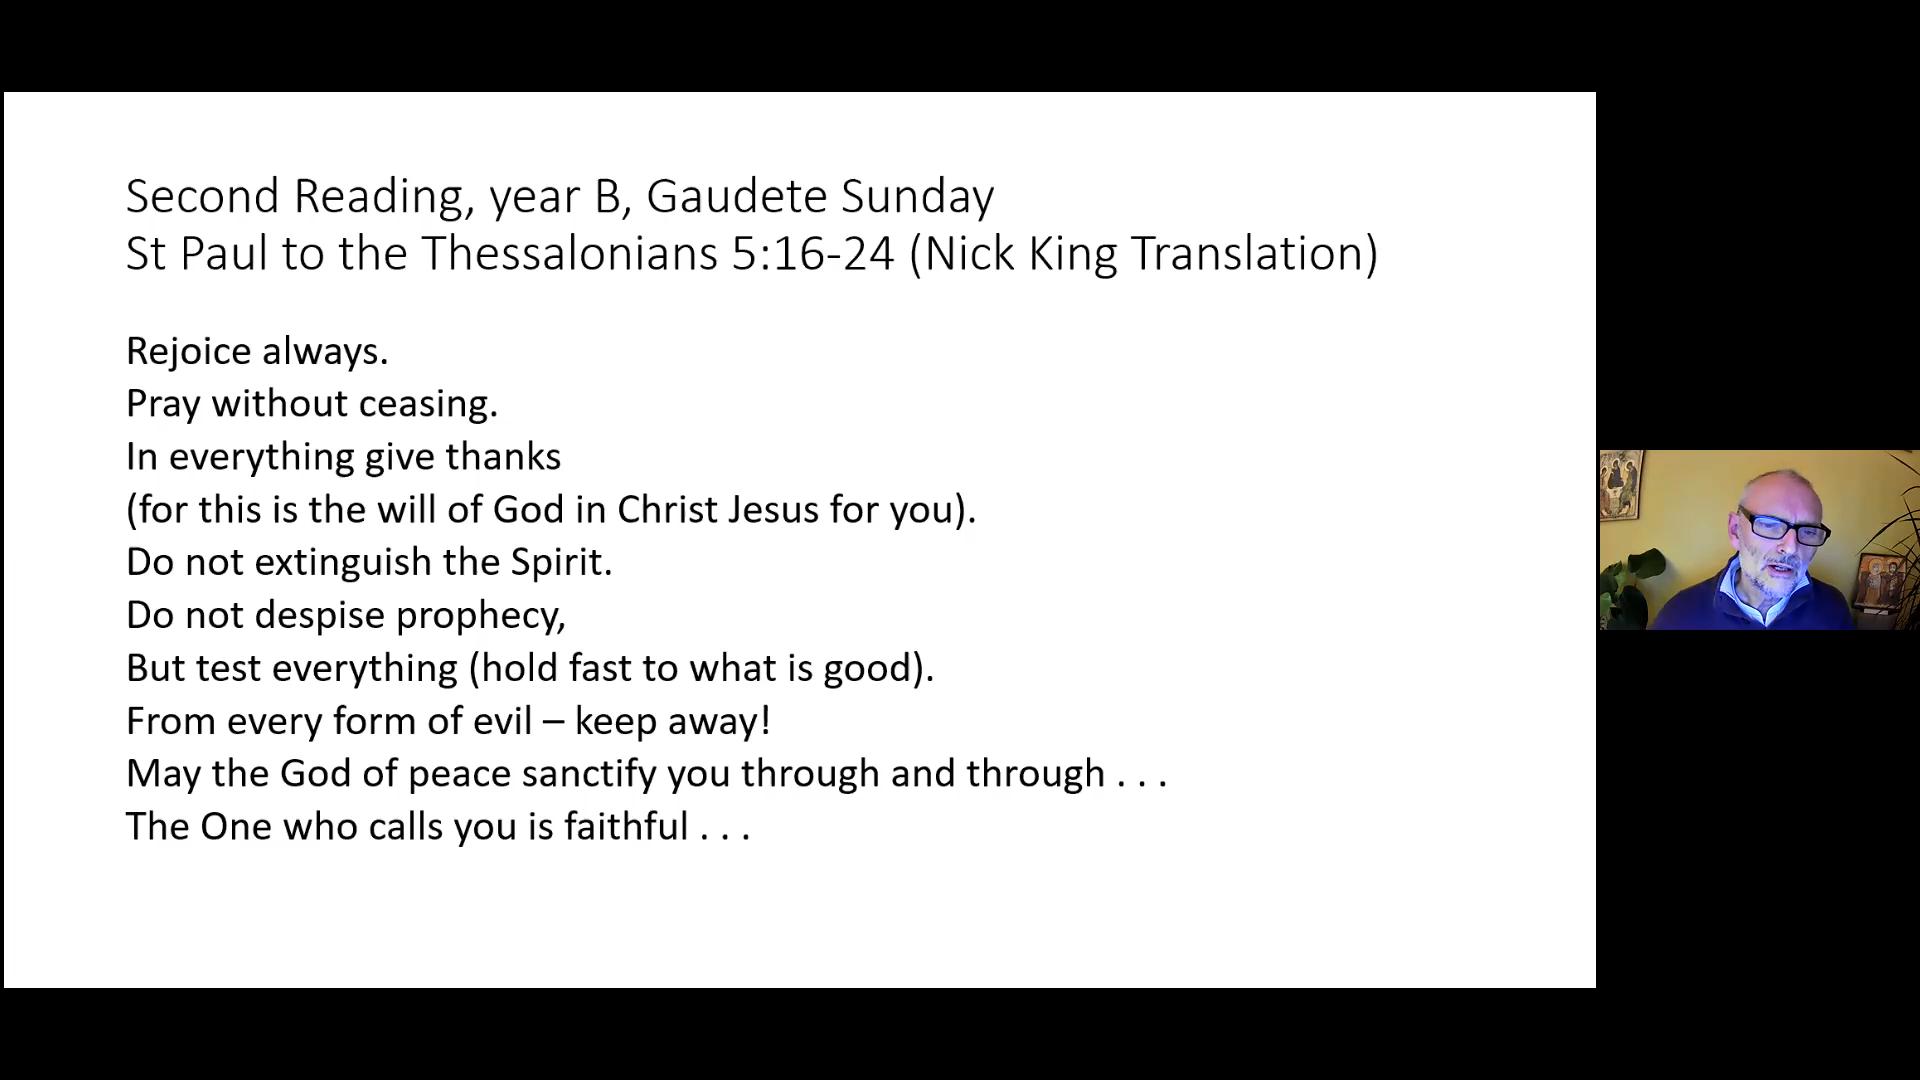 Second Reading, year B, Gaudete Sunday
St Paul to the Thessalonians 5:16-24 (Nick King Translation)
Rejoice always.
Pray without ceasing.
In everything give thanks
(for this is the will of God in Christ Jesus for you).
Do not extinguish the Spirit.
Do not despise prophecy,
But test everything (hold fast to what is good).
From every form of evil – keep away!
May the God of peace sanctify you through and through . . .
The One who calls you is faithful . . .